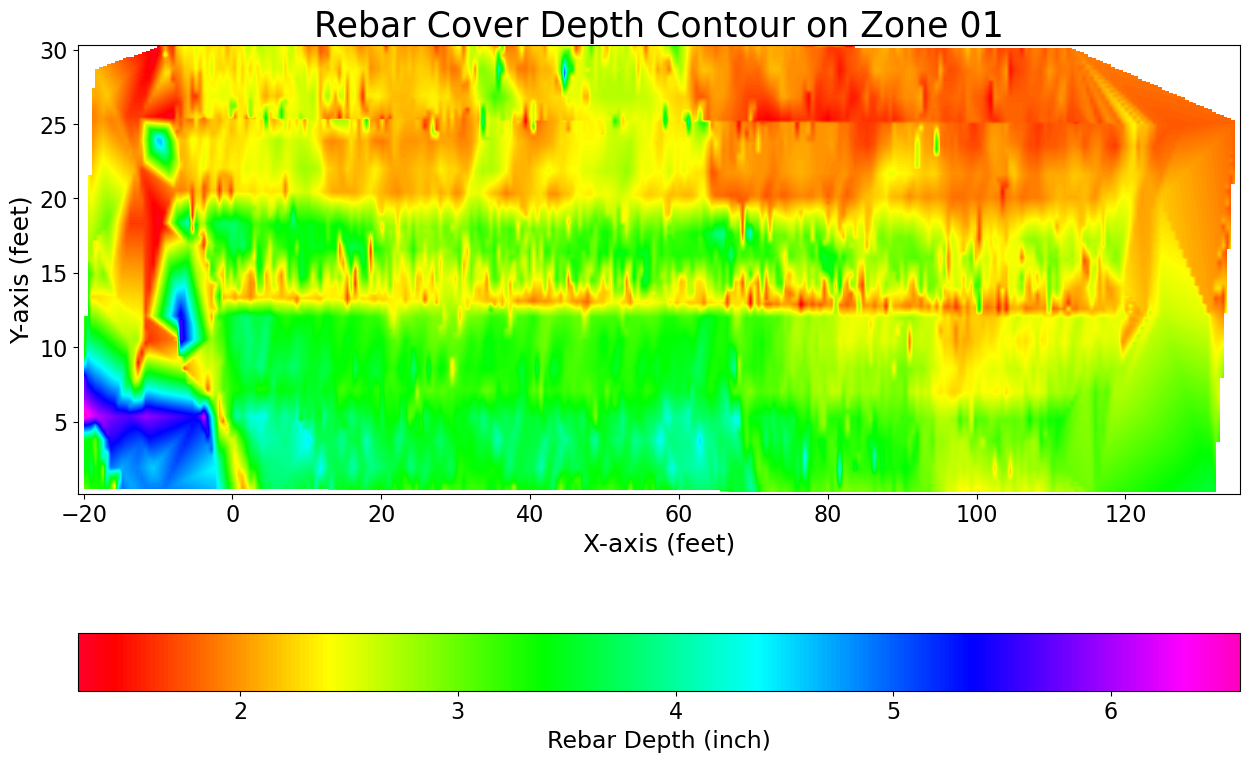 Rebar Cover Depth Contour on Zone 01
30
25
20
15
10
5
Y-axis (feet)
−20 0 20 40 60 80 100 120
X-axis (feet)
2 3 4 5 6
Rebar Depth (inch)